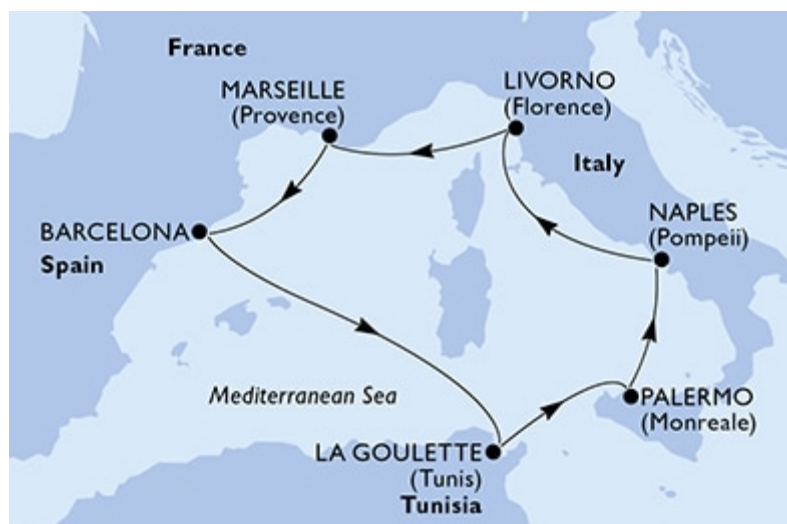 France
MARSEILLE
(Provence)
LIVORNO
(Florence)
Italy
BARCELONA
Spain
NAPLES
(Pompeii)
Mediterranean Sea
PALERMO
(Monreale)
LA GOULETTE
(Tunis)
Tunisia